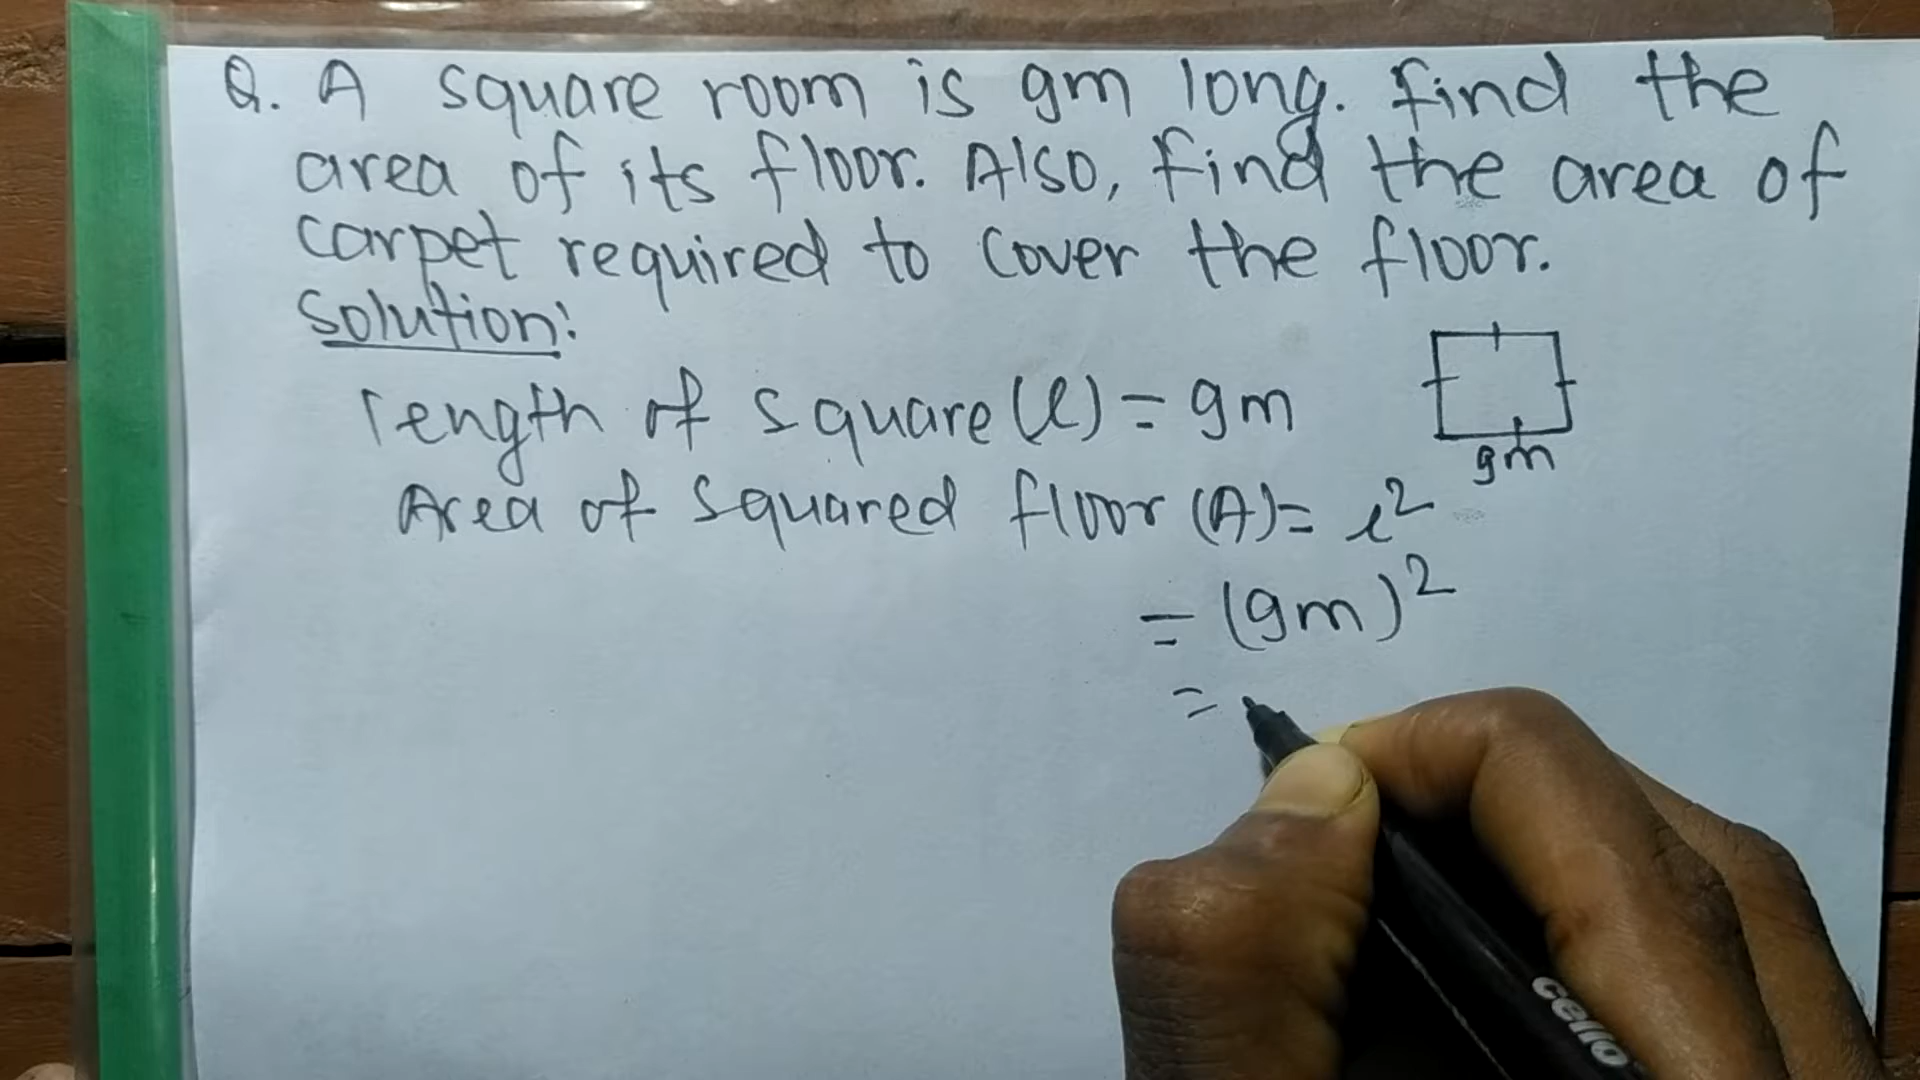 Q. A square room is 9m long. Find the
area of its floor. Also, find the area of
carpet required to cover the floor.
Solution:
length of square (l) = 9m
9m
Area of squared floor (A) = l²
= (9m)²
=
cello